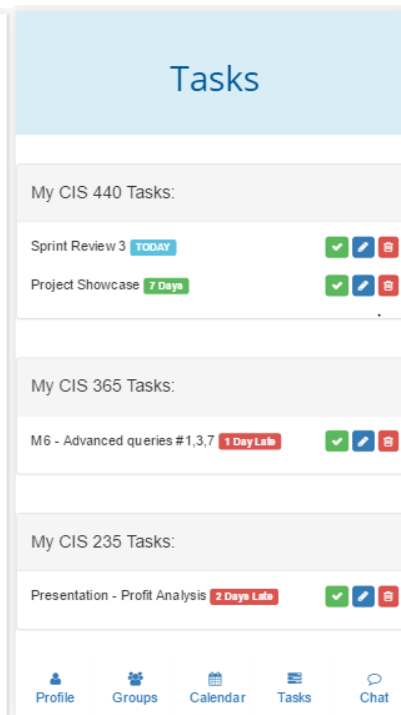 Tasks
My CIS 440 Tasks:
Sprint Review 3 TODAY
Project Showcase 7 Days
My CIS 365 Tasks:
M6 - Advanced queries #1,3,7 1 Day Late
My CIS 235 Tasks:
Presentation - Profit Analysis 2 Days Late
Profile Groups Calendar Tasks Chat